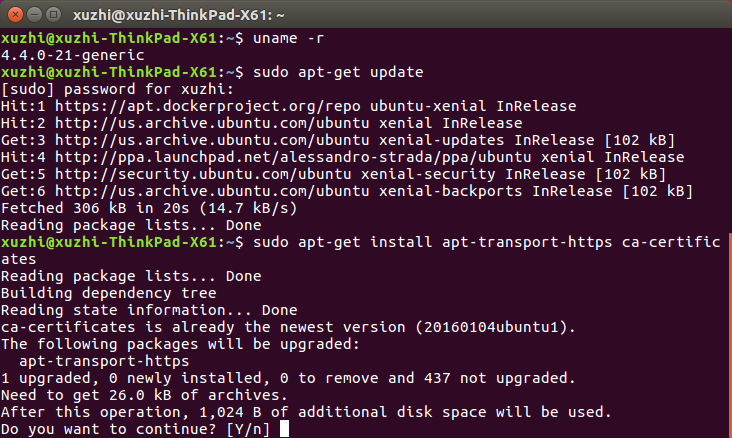 xuzhi@xuzhi-ThinkPad-X61: ~
xuzhi@xuzhi-ThinkPad-X61:~$ uname -r
4.4.0-21-generic
xuzhi@xuzhi-ThinkPad-X61:~$ sudo apt-get update
[sudo] password for xuzhi:
Hit:1 https://apt.dockerproject.org/repo ubuntu-xenial InRelease
Hit:2 http://us.archive.ubuntu.com/ubuntu xenial InRelease
Get:3 http://us.archive.ubuntu.com/ubuntu xenial-updates InRelease [102 kB]
Hit:4 http://ppa.launchpad.net/alessandro-strada/ppa/ubuntu xenial InRelease
Get:5 http://security.ubuntu.com/ubuntu xenial-security InRelease [102 kB]
Get:6 http://us.archive.ubuntu.com/ubuntu xenial-backports InRelease [102 kB]
Fetched 306 kB in 20s (14.7 kB/s)
Reading package lists... Done
xuzhi@xuzhi-ThinkPad-X61:~$ sudo apt-get install apt-transport-https ca-certific
ates
Reading package lists... Done
Building dependency tree
Reading state information... Done
ca-certificates is already the newest version (20160104ubuntu1).
The following packages will be upgraded:
  apt-transport-https
1 upgraded, 0 newly installed, 0 to remove and 437 not upgraded.
Need to get 26.0 kB of archives.
After this operation, 1,024 B of additional disk space will be used.
Do you want to continue? [Y/n]